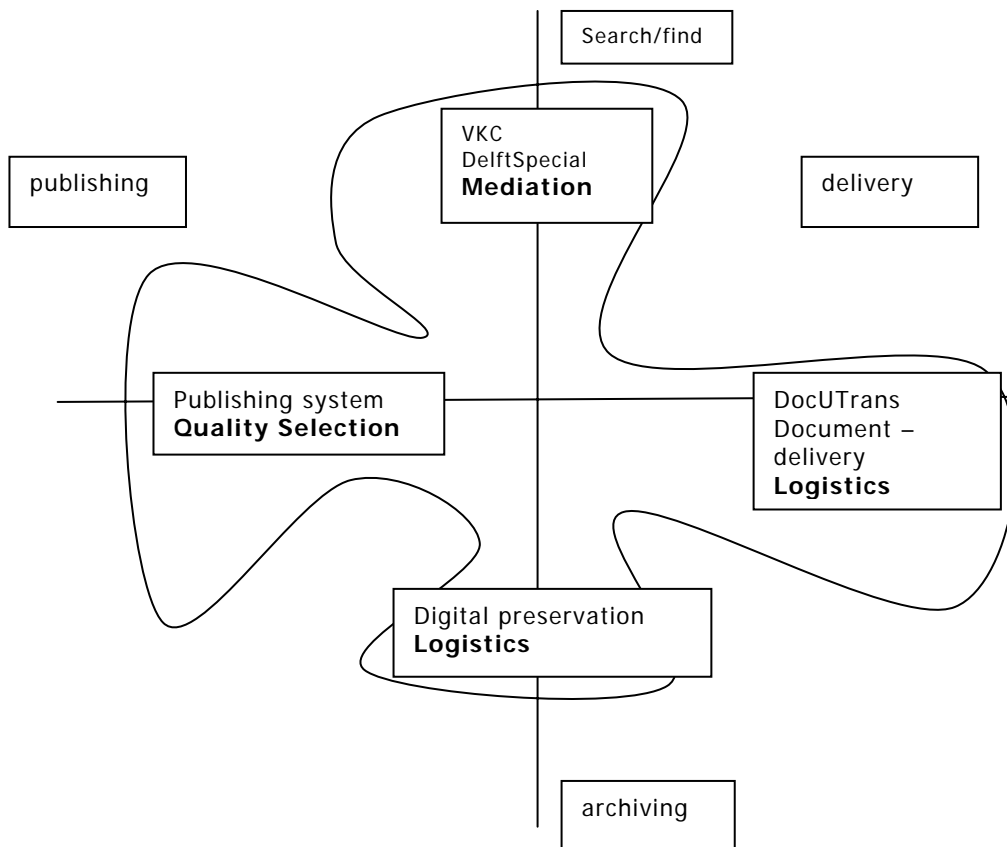 Search/find
VKC
DelftSpecial
Mediation
publishing
delivery
Publishing system
Quality Selection
DocUTrans
Document –
delivery
Logistics
Digital preservation
Logistics
archiving